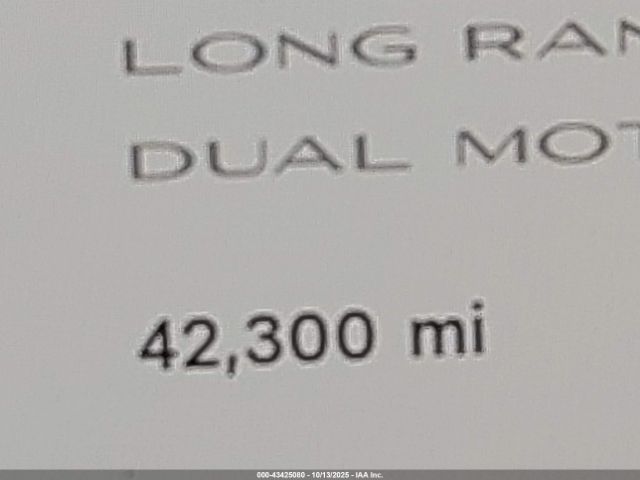 LONG RAN
DUAL MOT
42,300 mi
000-43425080 - 10/13/2025 - IAA Inc.